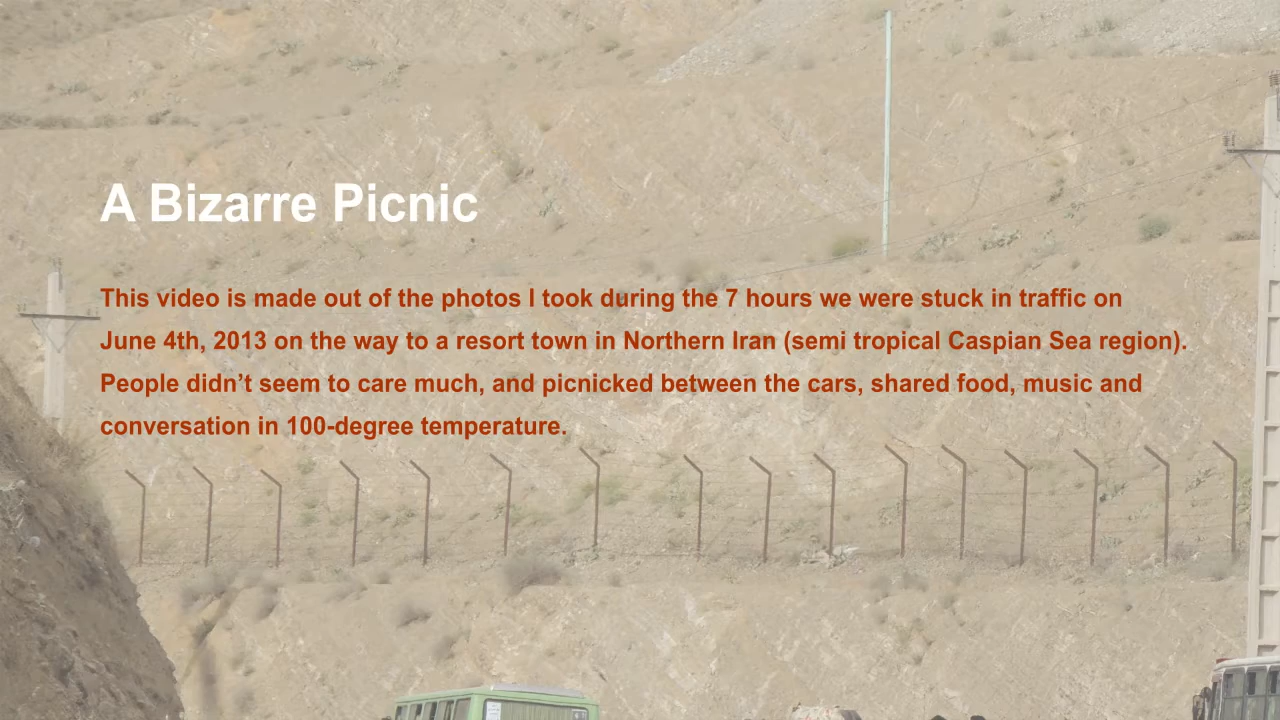 A Bizarre Picnic
This video is made out of the photos I took during the 7 hours we were stuck in traffic on
June 4th, 2013 on the way to a resort town in Northern Iran (semi tropical Caspian Sea region).
People didn’t seem to care much, and picnicked between the cars, shared food, music and
conversation in 100-degree temperature.